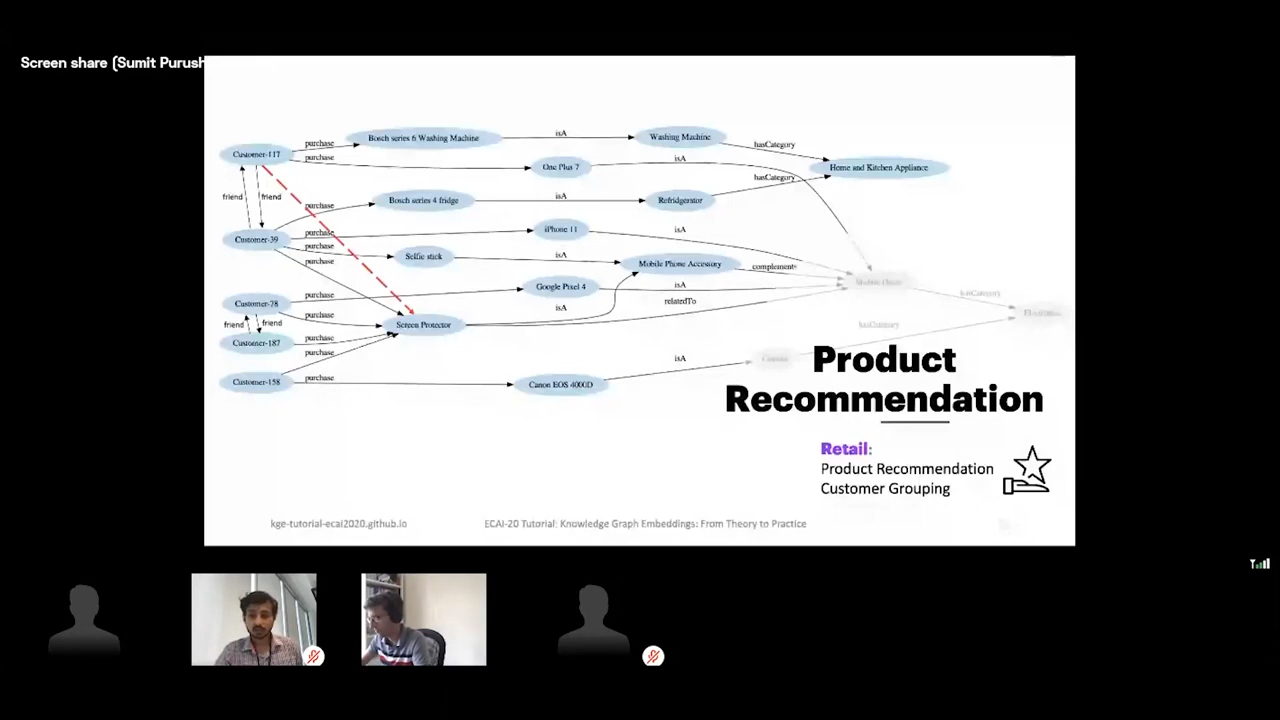 Screen share (Sumit Purush
Bosch series 6 Washing Machine
isA
Washing Machine
purchase
Customer-117
purchase
One Plus 7
isA
hasCategory
Home and Kitchen Appliance
hasCategory
friend
friend
purchase
Bosch series 4 fridge
isA
Refridgerator
purchase
iPhone 11
isA
Customer-39
purchase
Selfie stick
isA
Mobile Phone Accessory
complements
purchase
Google Pixel 4
isA
hasCategory
Customer-78
purchase
isA
relatedTo
purchase
friend
friend
Screen Protector
hasCategory
Customer-187
purchase
purchase
isA
Customer-158
purchase
Canon EOS 4000D
Product
Recommendation
Retail:
Product Recommendation
Customer Grouping
kge-tutorial-ecai2020.github.io
ECAI-20 Tutorial: Knowledge Graph Embeddings: From Theory to Practice